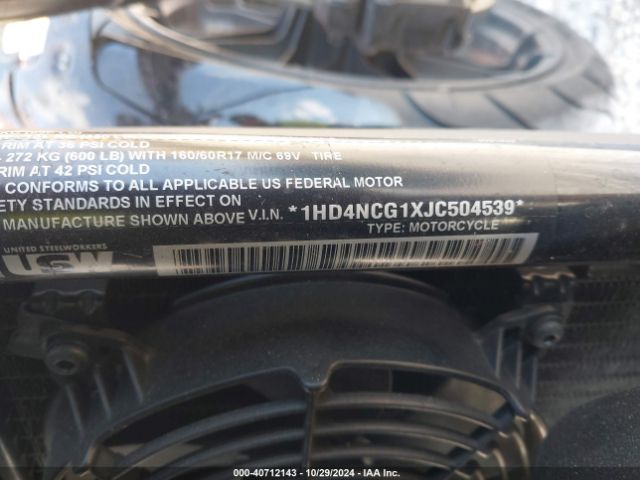 RIM AT 36 PSI COLD
272 KG (600 LB) WITH 160/60R17 M/C 69V TIRE
RIM AT 42 PSI COLD
CONFORMS TO ALL APPLICABLE US FEDERAL MOTOR
ETY STANDARDS IN EFFECT ON
MANUFACTURE SHOWN ABOVE V.I.N. *1HD4NCG1XJC504539*
TYPE: MOTORCYCLE
UNITED STEELWORKERS
USW
000-40712143 | 10/29/2024 | IAA Inc.